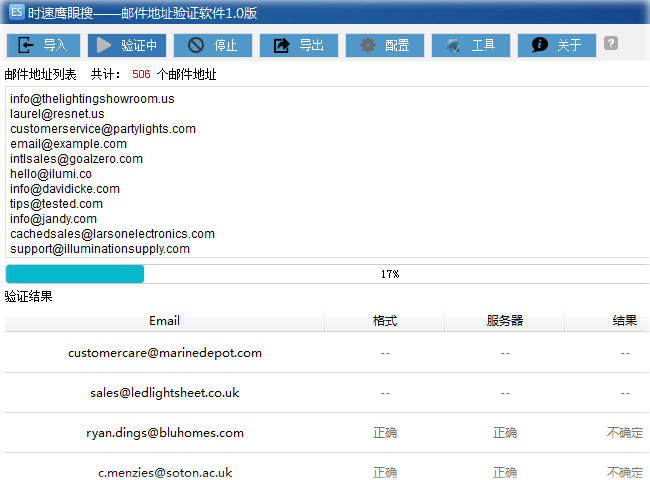 ES 时速鹰眼搜——邮件地址验证软件1.0版
导入 验证中 停止 导出 配置 工具 关于 ?
邮件地址列表 共计： 506 个邮件地址
info@thelightingshowroom.us
laurel@resnet.us
customerservice@partylights.com
email@example.com
intlsales@goalzero.com
hello@ilumi.co
info@davidicke.com
tips@tested.com
info@jandy.com
cachedsales@larsonelectronics.com
support@illuminationsupply.com
17%
验证结果
Email 格式 服务器 结果
customercare@marinedepot.com -- -- --
sales@ledlightsheet.co.uk -- -- --
ryan.dings@bluhomes.com 正确 正确 不确定
c.menzies@soton.ac.uk 正确 正确 不确定